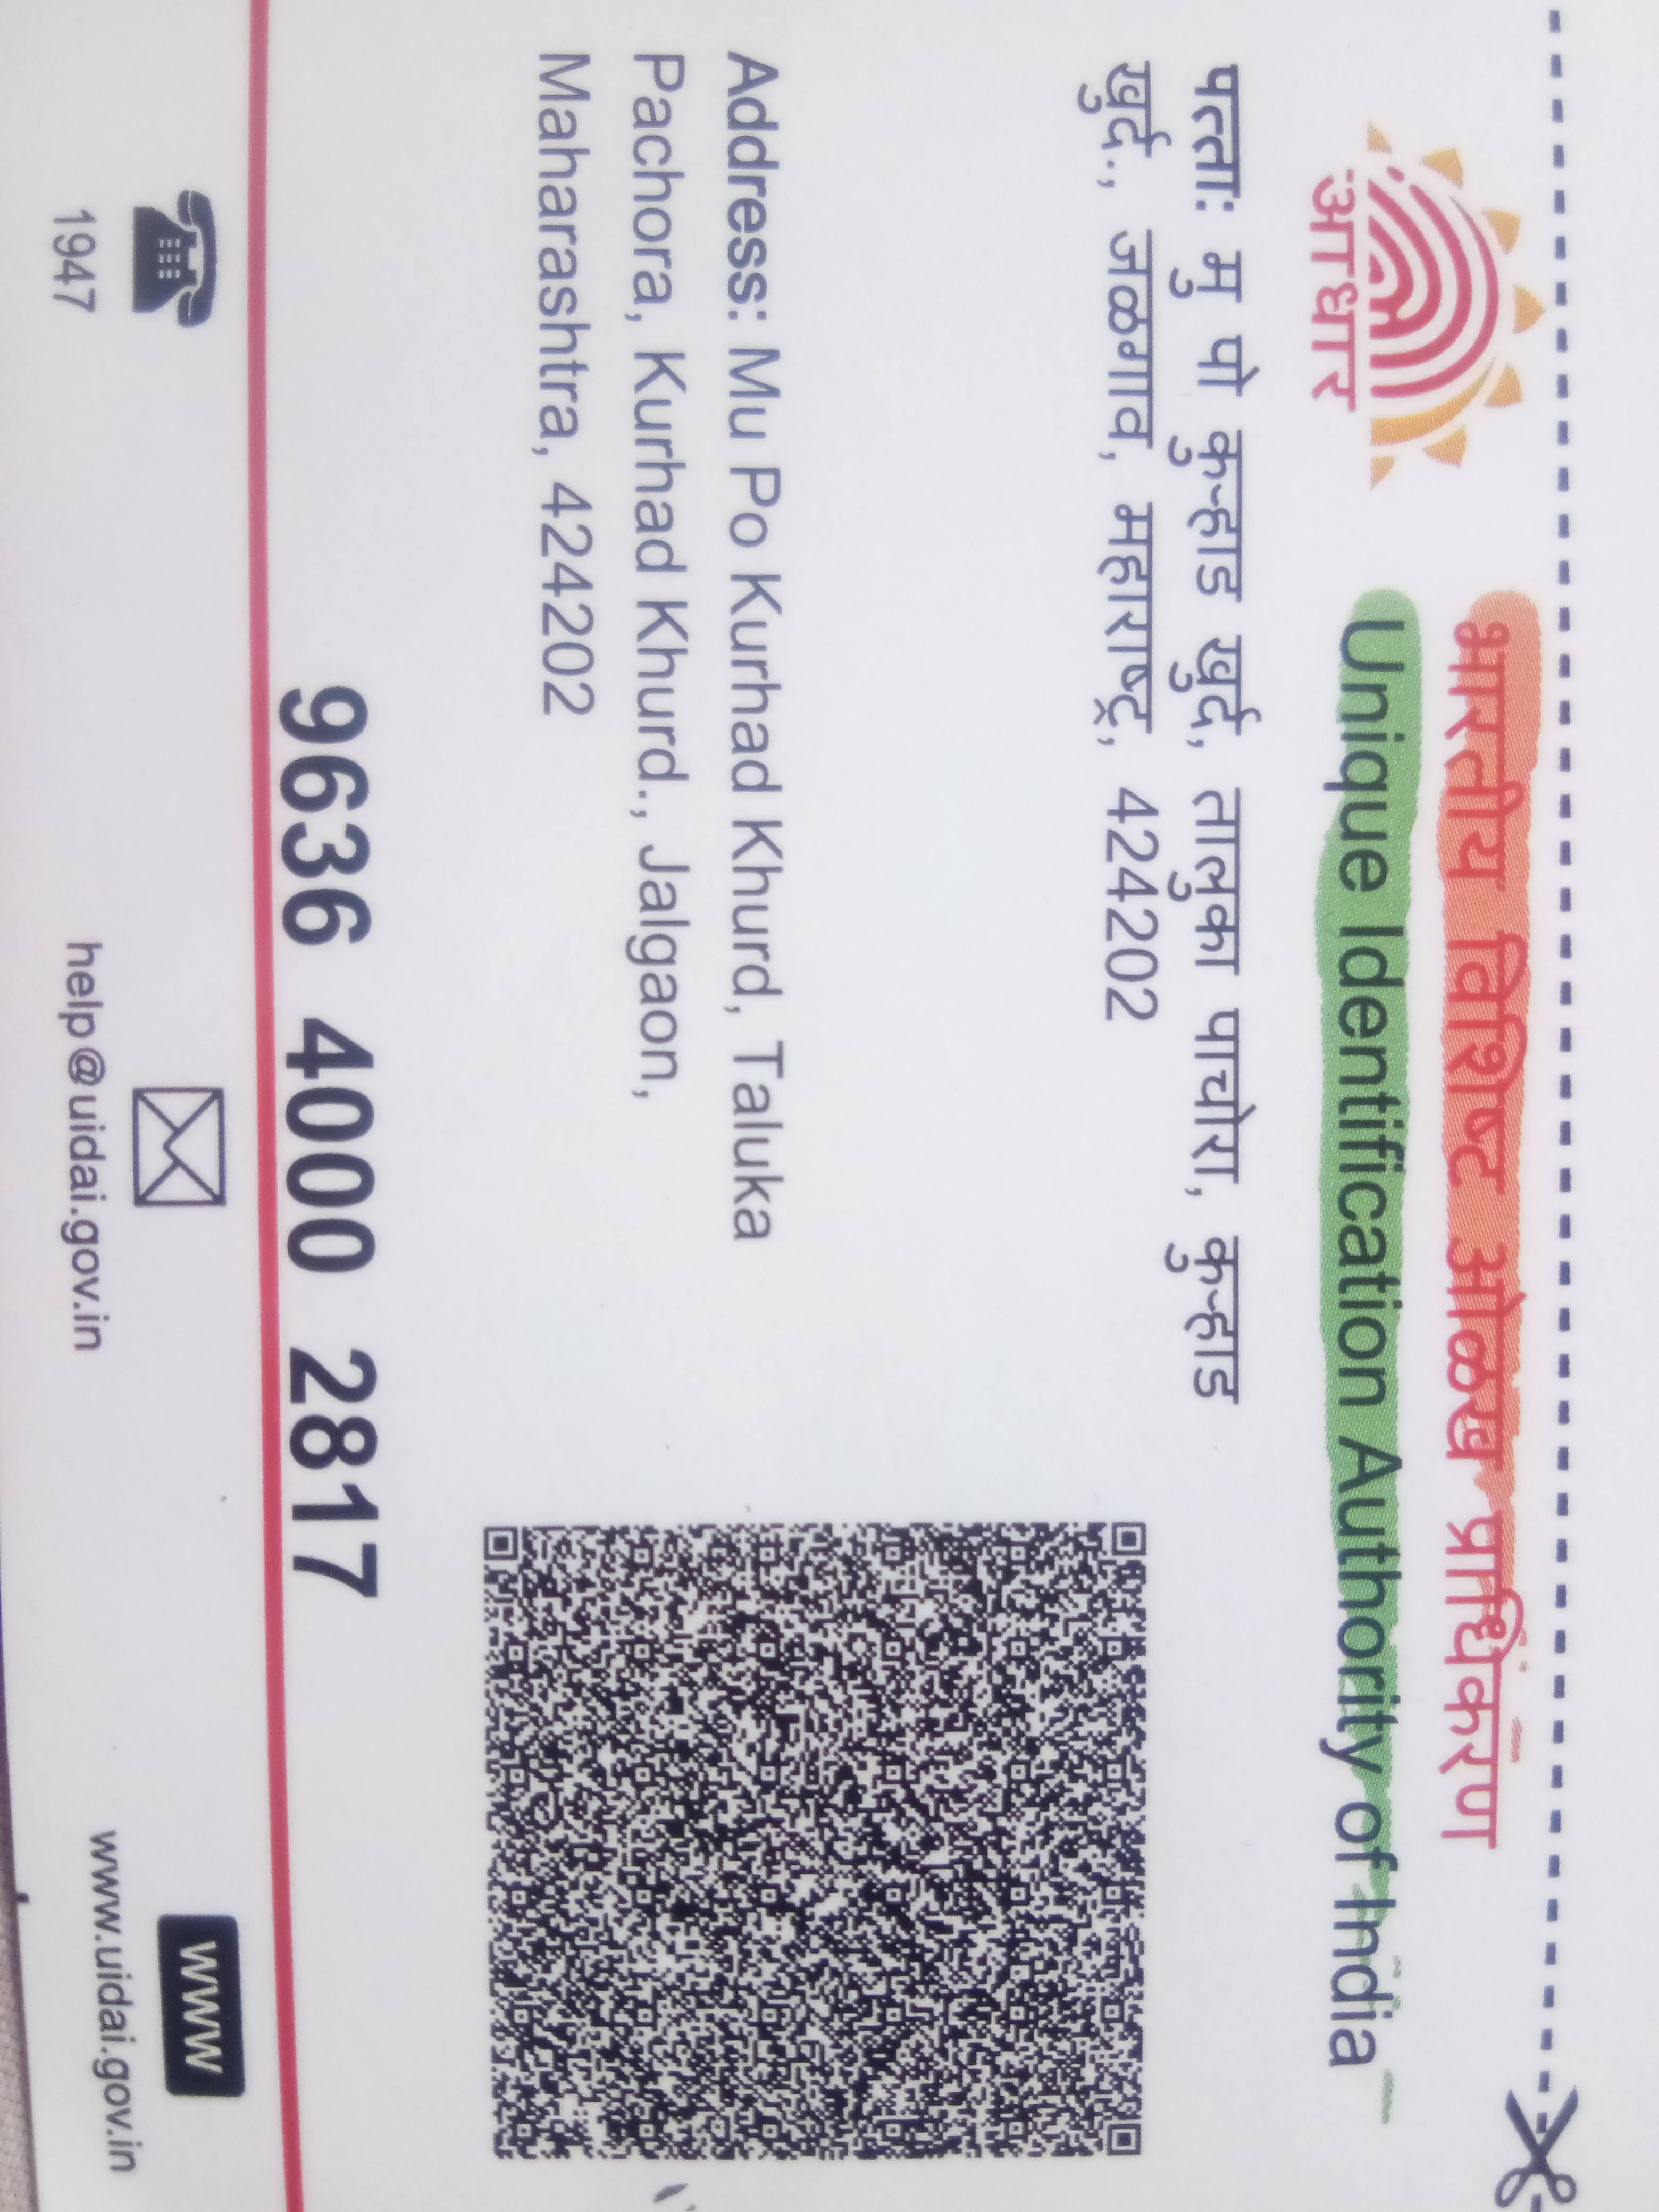 भारतीय विशिष्ट ओळख प्राधिकरण
Unique Identification Authority of India
आधार
पत्ता: मु पो कुऱ्हाड खुर्द, तालुका पाचोरा, कुऱ्हाड
खुर्द., जळगाव, महाराष्ट्र, 424202
Address: Mu Po Kurhad Khurd, Taluka
Pachora, Kurhad Khurd., Jalgaon,
Maharashtra, 424202
9636 4000 2817
WWW
1947
help@uidai.gov.in
www.uidai.gov.in